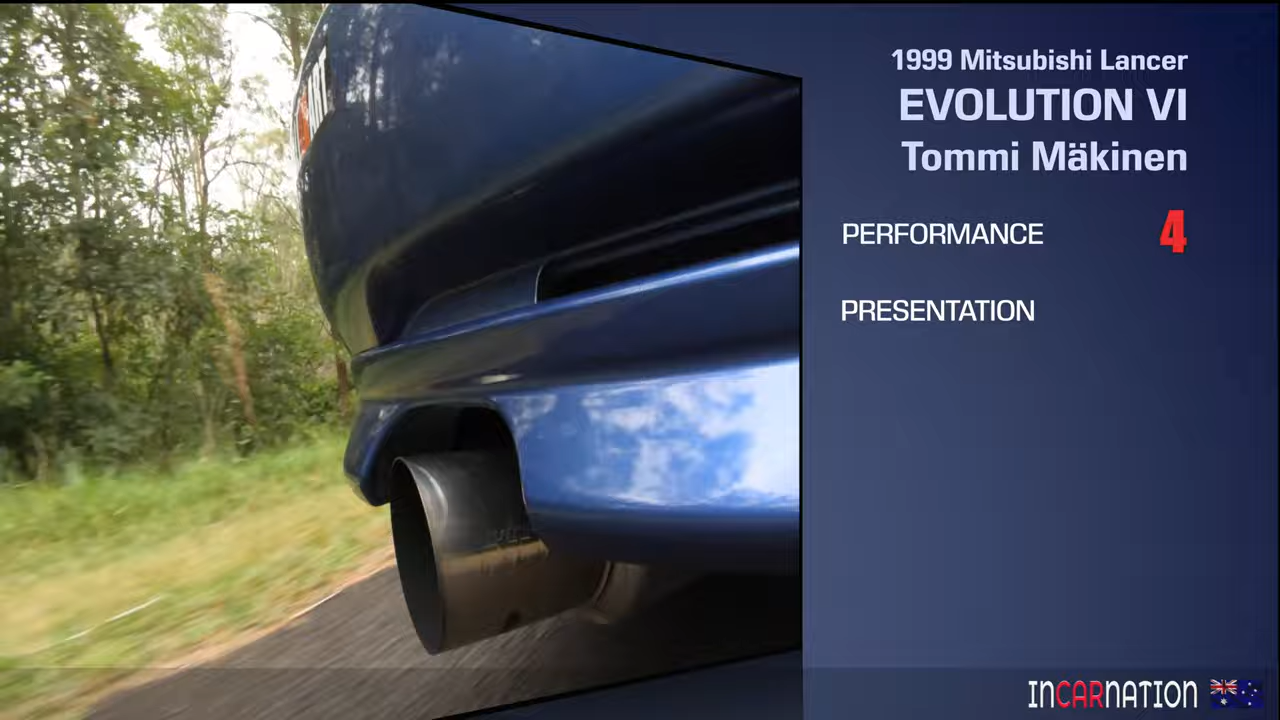 1999 Mitsubishi Lancer
EVOLUTION VI
Tommi Mäkinen
PERFORMANCE 4
PRESENTATION
INCARNATION